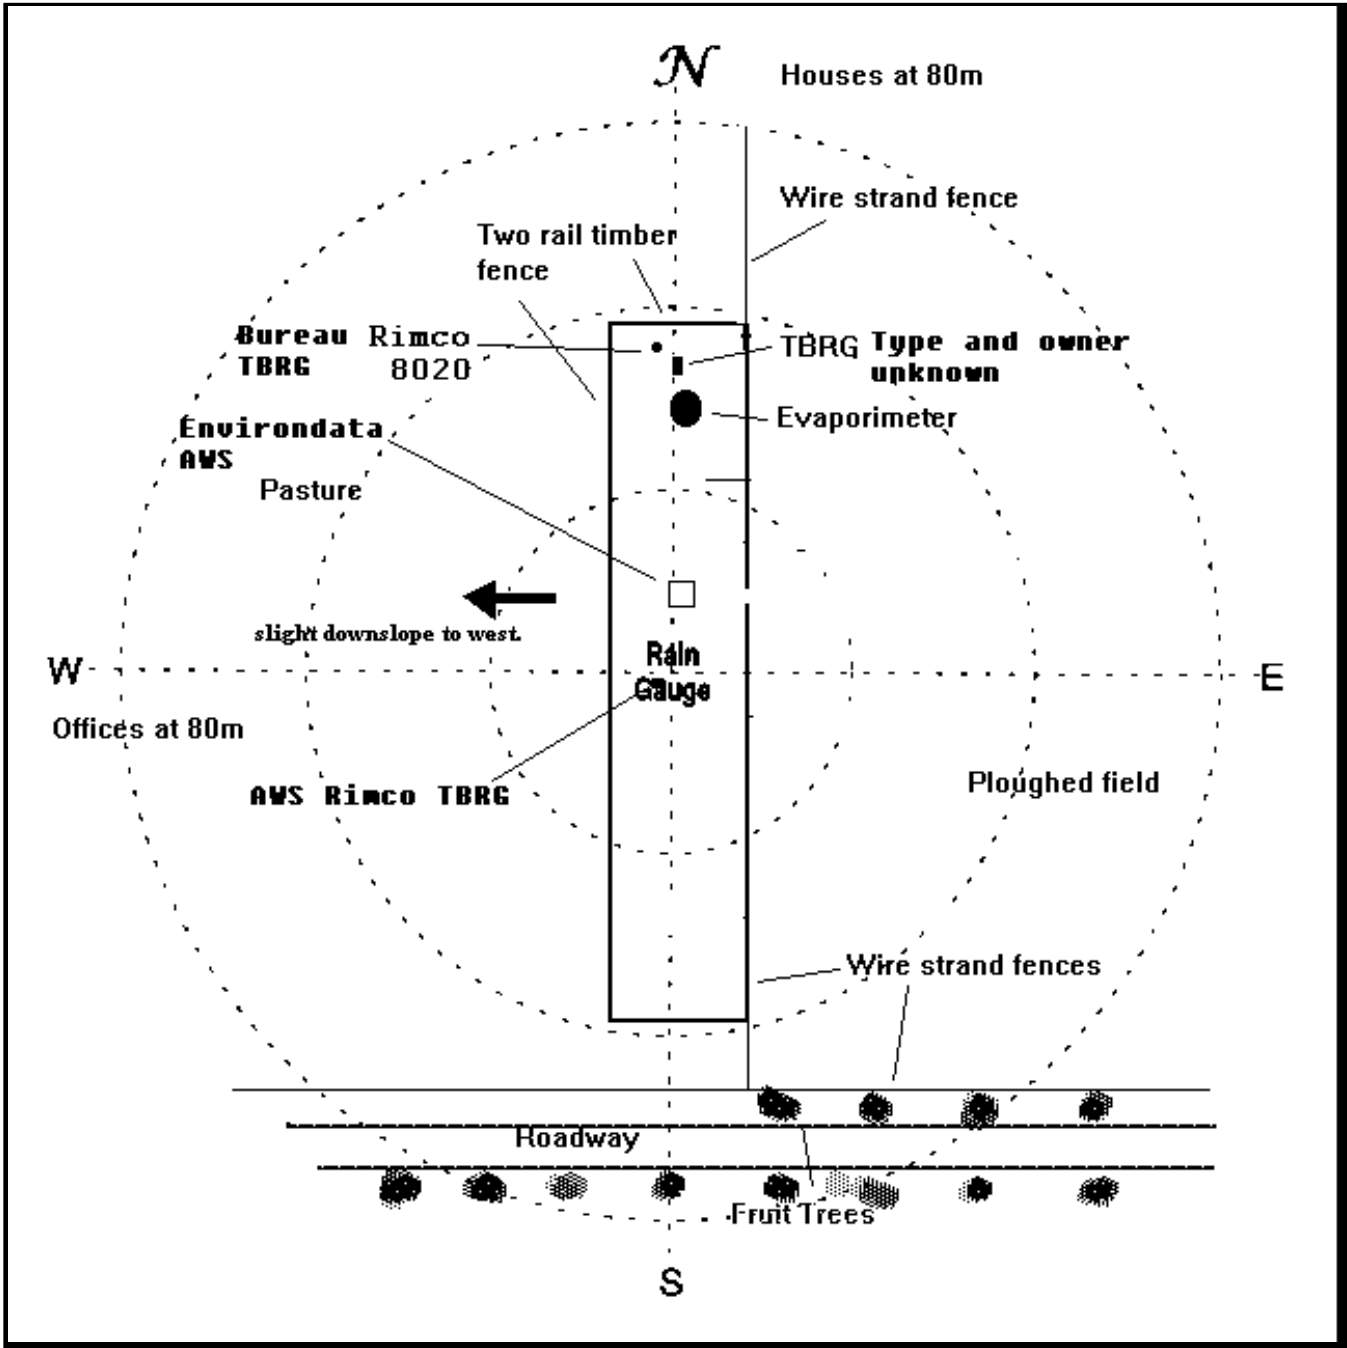 N
Houses at 80m
Wire strand fence
Two rail timber
fence
Bureau Rimco
TBRG 8020
TBRG Type and owner
unknown
Evaporimeter
Environdata
AWS
Pasture
slight downslope to west.
Rain
Gauge
W
E
Offices at 80m
AWS Rimco TBRG
Ploughed field
Wire strand fences
Roadway
Fruit Trees
S